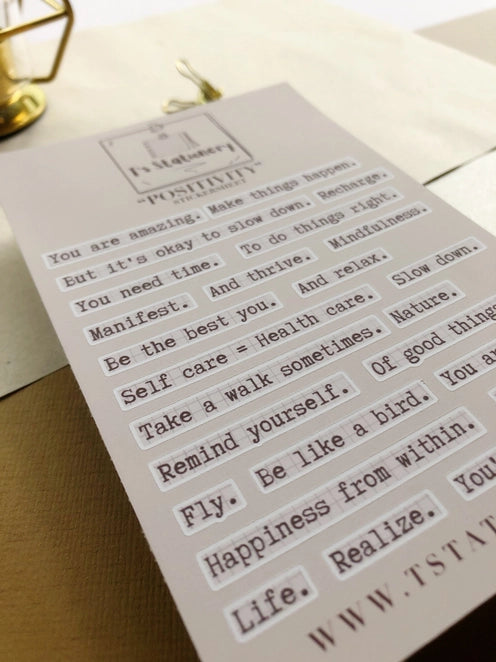 T's Stationery
"POSITIVITY"
STICKERSHEET
You are amazing. Make things happen.
But it's okay to slow down. Recharge.
You need time. To do things right.
Manifest. And thrive. Mindfulness.
Be the best you. And relax.
Self care = Health care. Slow down.
Take a walk sometimes. Nature.
Remind yourself. Of good things
Fly. Be like a bird. You
Happiness from within.
Life. Realize.
WWW.TSTAT